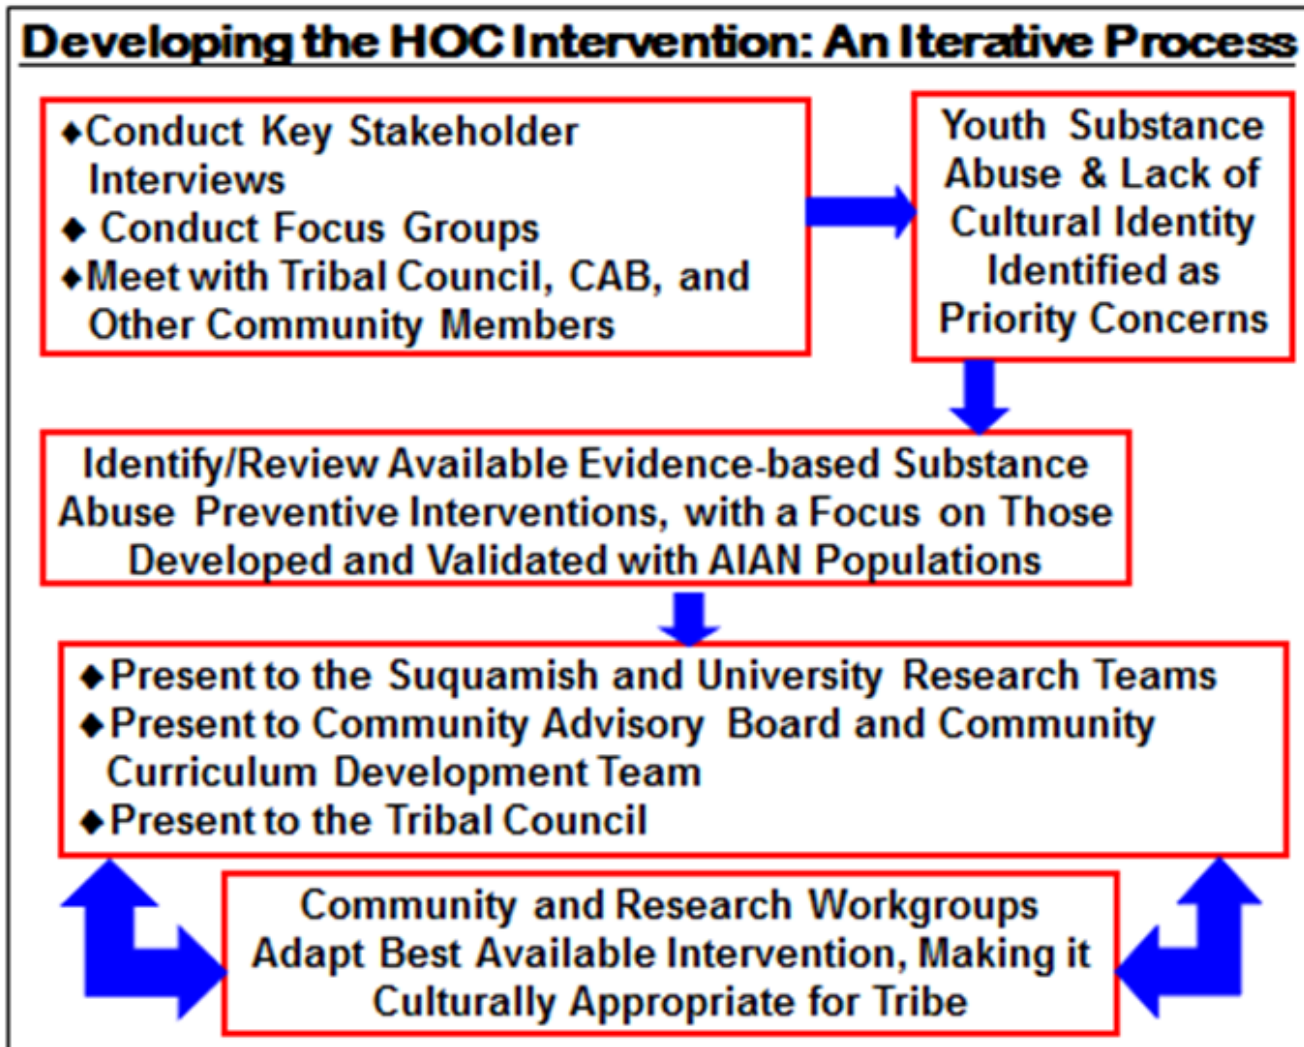 Developing the HOC Intervention: An Iterative Process
◆Conduct Key Stakeholder
Interviews
◆ Conduct Focus Groups
◆Meet with Tribal Council, CAB, and
Other Community Members
Youth Substance
Abuse & Lack of
Cultural Identity
Identified as
Priority Concerns
Identify/Review Available Evidence-based Substance
Abuse Preventive Interventions, with a Focus on Those
Developed and Validated with AIAN Populations
◆Present to the Suquamish and University Research Teams
◆Present to Community Advisory Board and Community
Curriculum Development Team
◆Present to the Tribal Council
Community and Research Workgroups
Adapt Best Available Intervention, Making it
Culturally Appropriate for Tribe